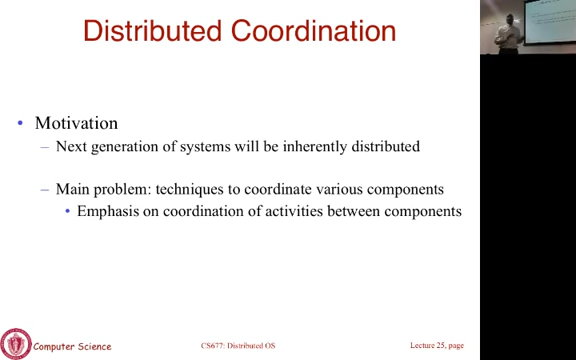 Distributed Coordination
• Motivation
– Next generation of systems will be inherently distributed
– Main problem: techniques to coordinate various components
• Emphasis on coordination of activities between components
Computer Science
CS677: Distributed OS
Lecture 25, page